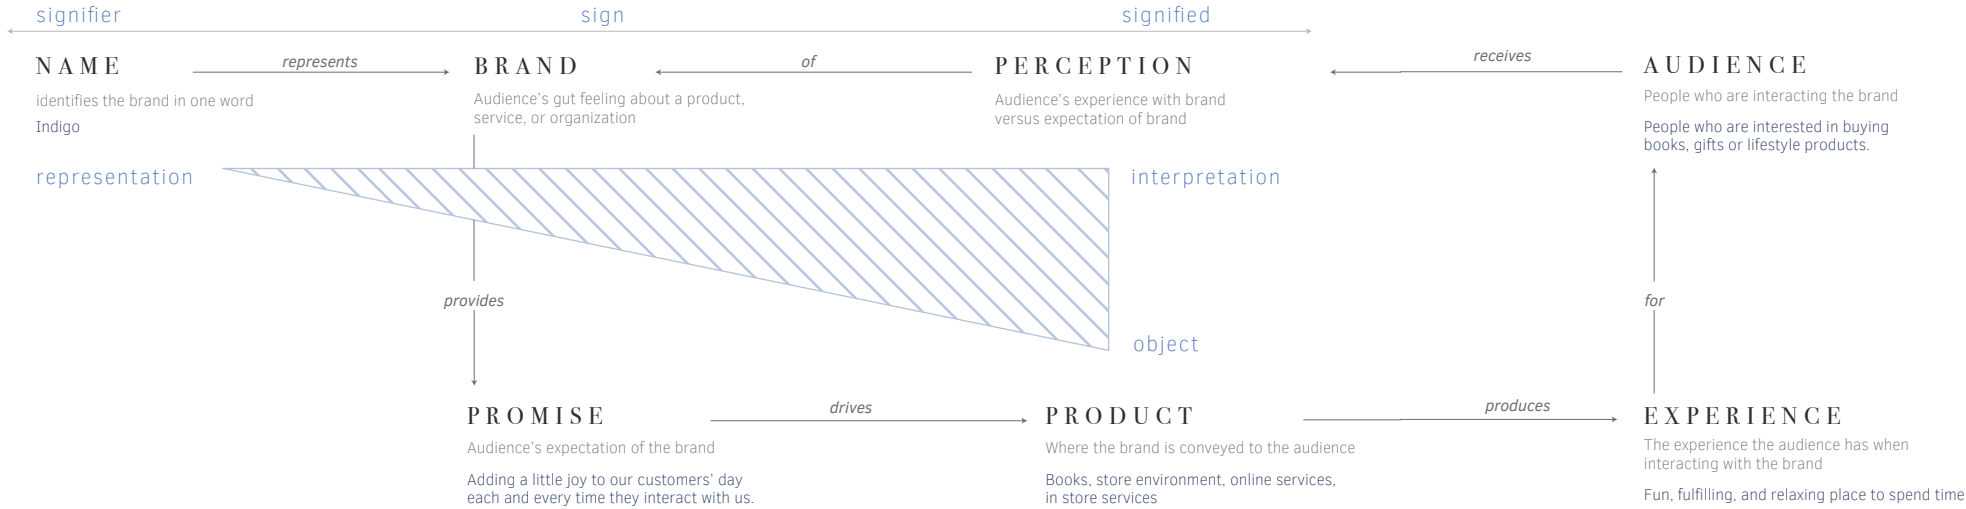 signifier
sign
signified
NAME
represents
BRAND
of
PERCEPTION
receives
AUDIENCE
identifies the brand in one word
Indigo
Audience's gut feeling about a product,
service, or organization
Audience's experience with brand
versus expectation of brand
People who are interacting the brand
People who are interested in buying
books, gifts or lifestyle products.
representation
interpretation
provides
for
object
PROMISE
drives
PRODUCT
produces
EXPERIENCE
Audience's expectation of the brand
Adding a little joy to our customers' day
each and every time they interact with us.
Where the brand is conveyed to the audience
Books, store environment, online services,
in store services
The experience the audience has when
interacting with the brand
Fun, fulfilling, and relaxing place to spend time